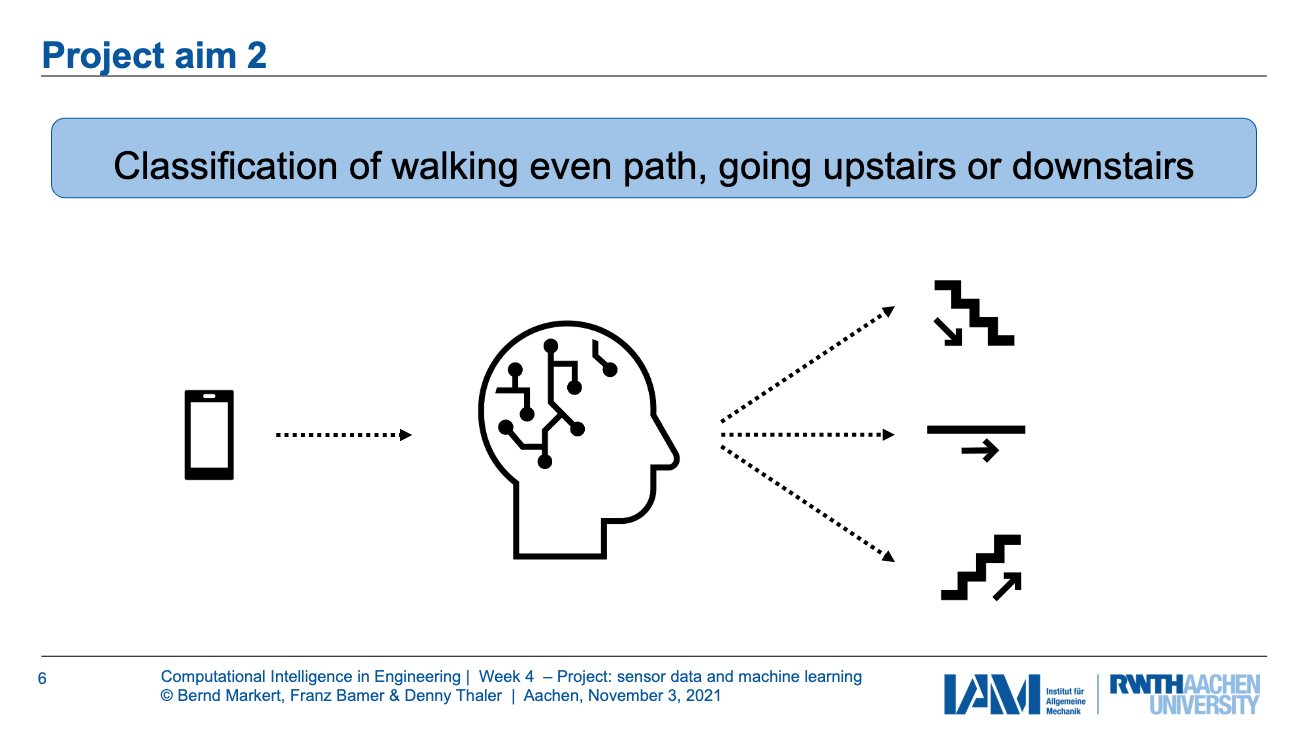 Project aim 2
Classification of walking even path, going upstairs or downstairs
6
Computational Intelligence in Engineering | Week 4 – Project: sensor data and machine learning
© Bernd Markert, Franz Bamer & Denny Thaler | Aachen, November 3, 2021
IAM
Institut für
Allgemeine
Mechanik
RWTHAACHEN
UNIVERSITY